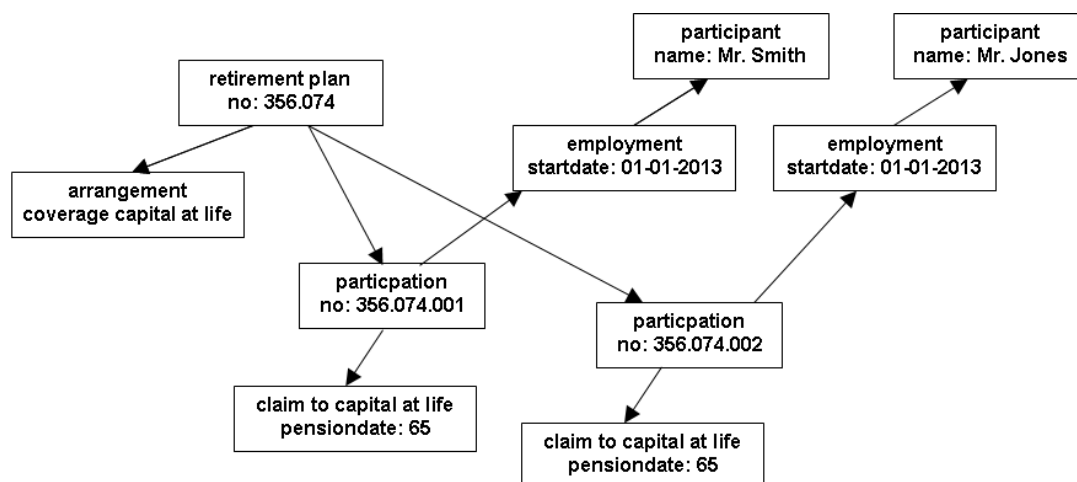 participant
name: Mr. Smith
participant
name: Mr. Jones
retirement plan
no: 356.074
employment
startdate: 01-01-2013
employment
startdate: 01-01-2013
arrangement
coverage capital at life
particpation
no: 356.074.001
particpation
no: 356.074.002
claim to capital at life
pensiondate: 65
claim to capital at life
pensiondate: 65